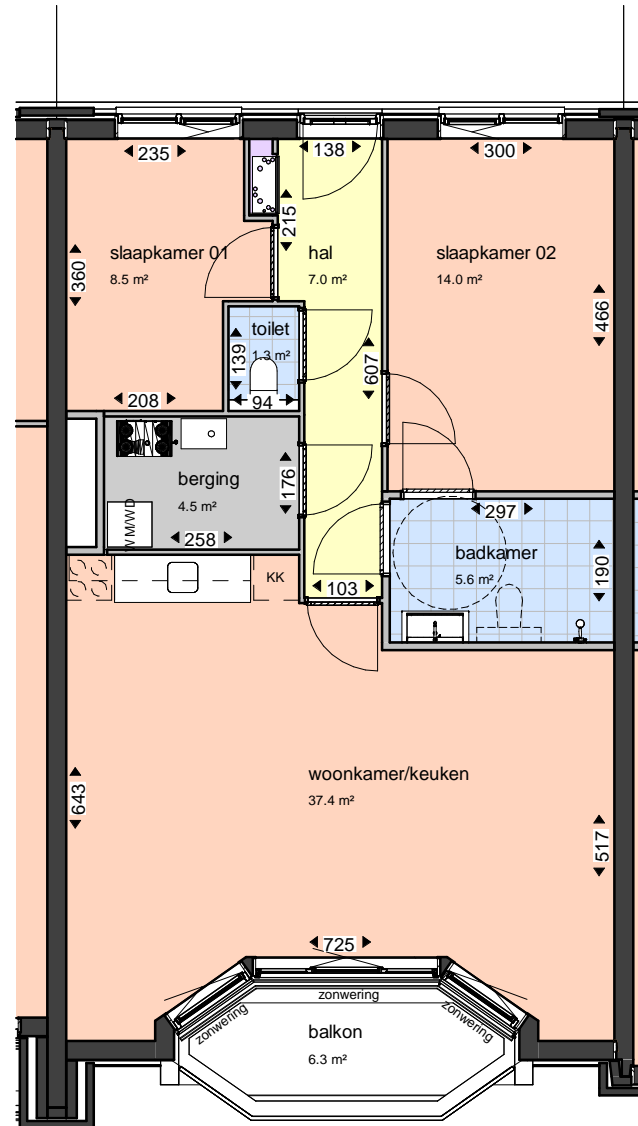 235
138
300
215
slaapkamer 01
8.5 m²
hal
7.0 m²
slaapkamer 02
14.0 m²
360
466
toilet
1.3 m²
139
607
208
94
berging
4.5 m²
176
WM/WD
258
297
badkamer
5.6 m²
190
KK
103
woonkamer/keuken
37.4 m²
643
517
725
zonwering
zonwering
zonwering
balkon
6.3 m²